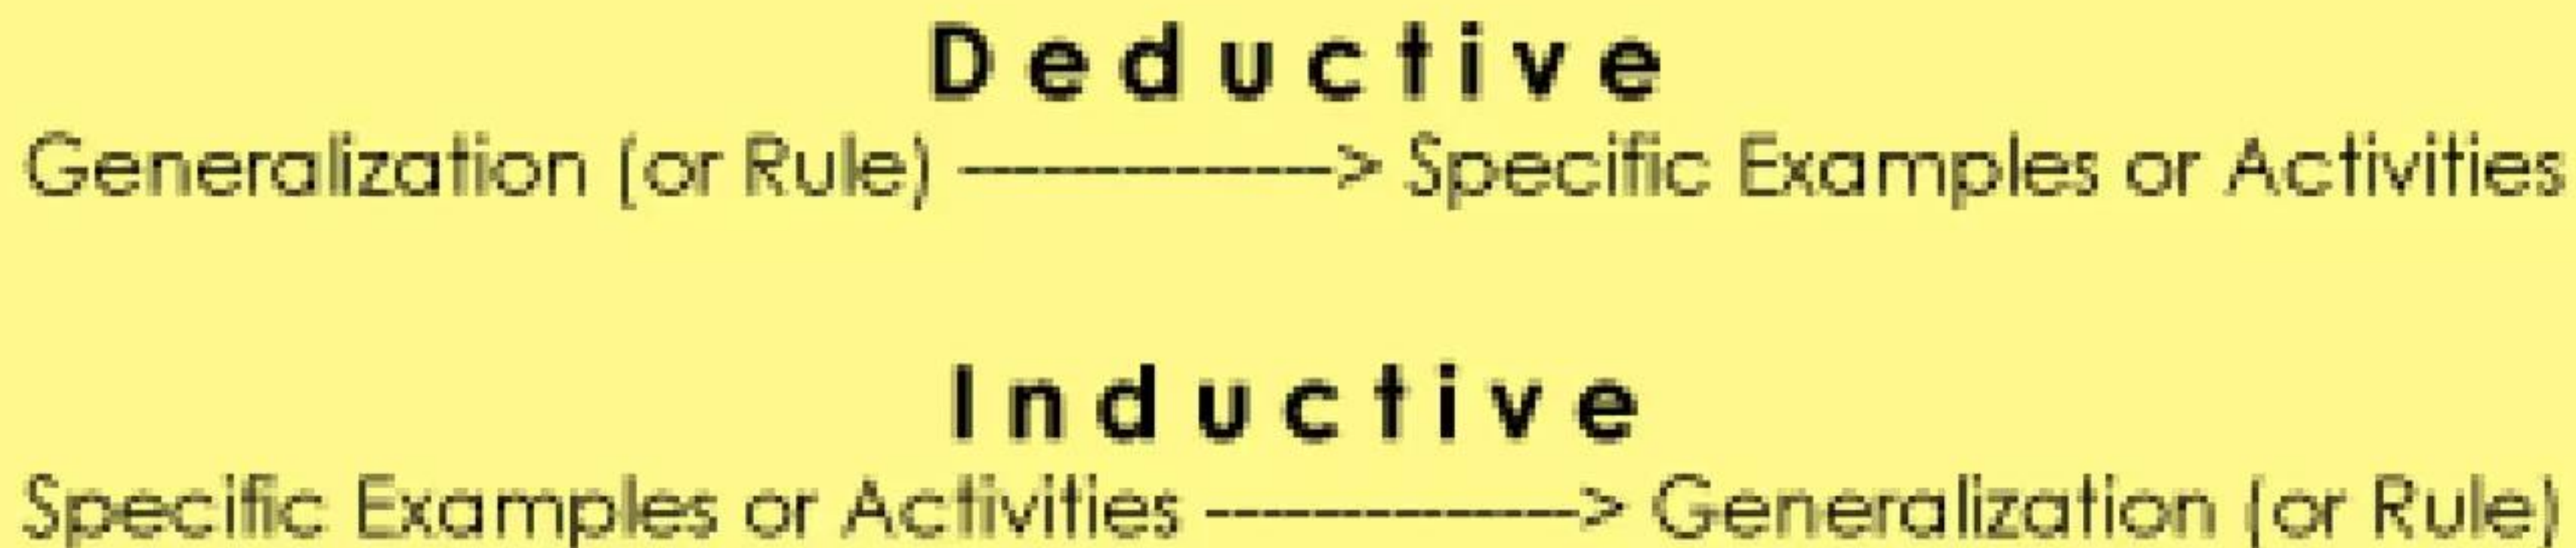 Deductive
Generalization (or Rule) --------------> Specific Examples or Activities
Inductive
Specific Examples or Activities --------------> Generalization (or Rule)